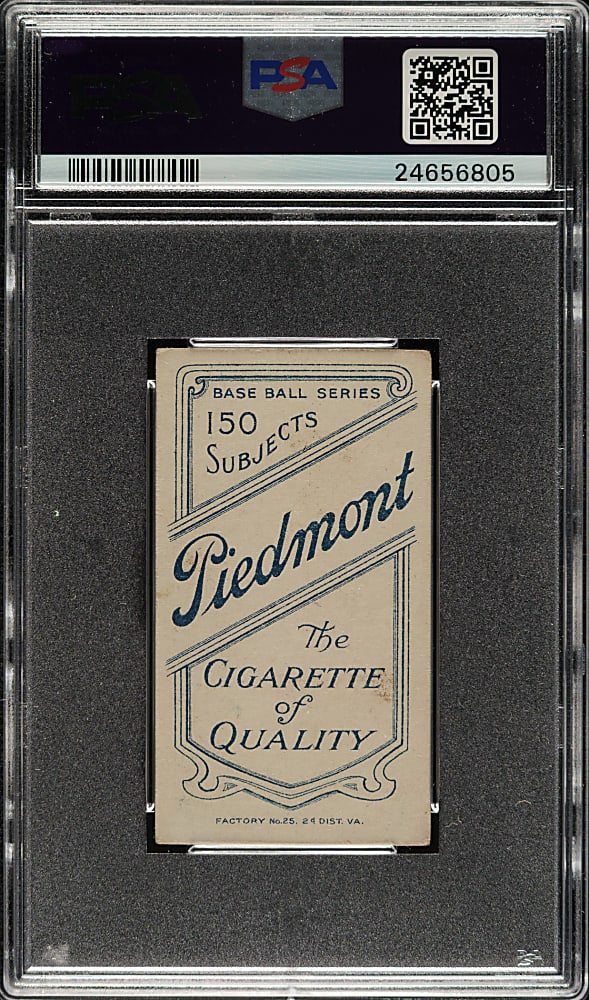 PSA
24656805
BASE BALL SERIES
150
SUBJECTS
Piedmont
The
CIGARETTE
of
QUALITY
FACTORY No.25, 2d DIST. VA.